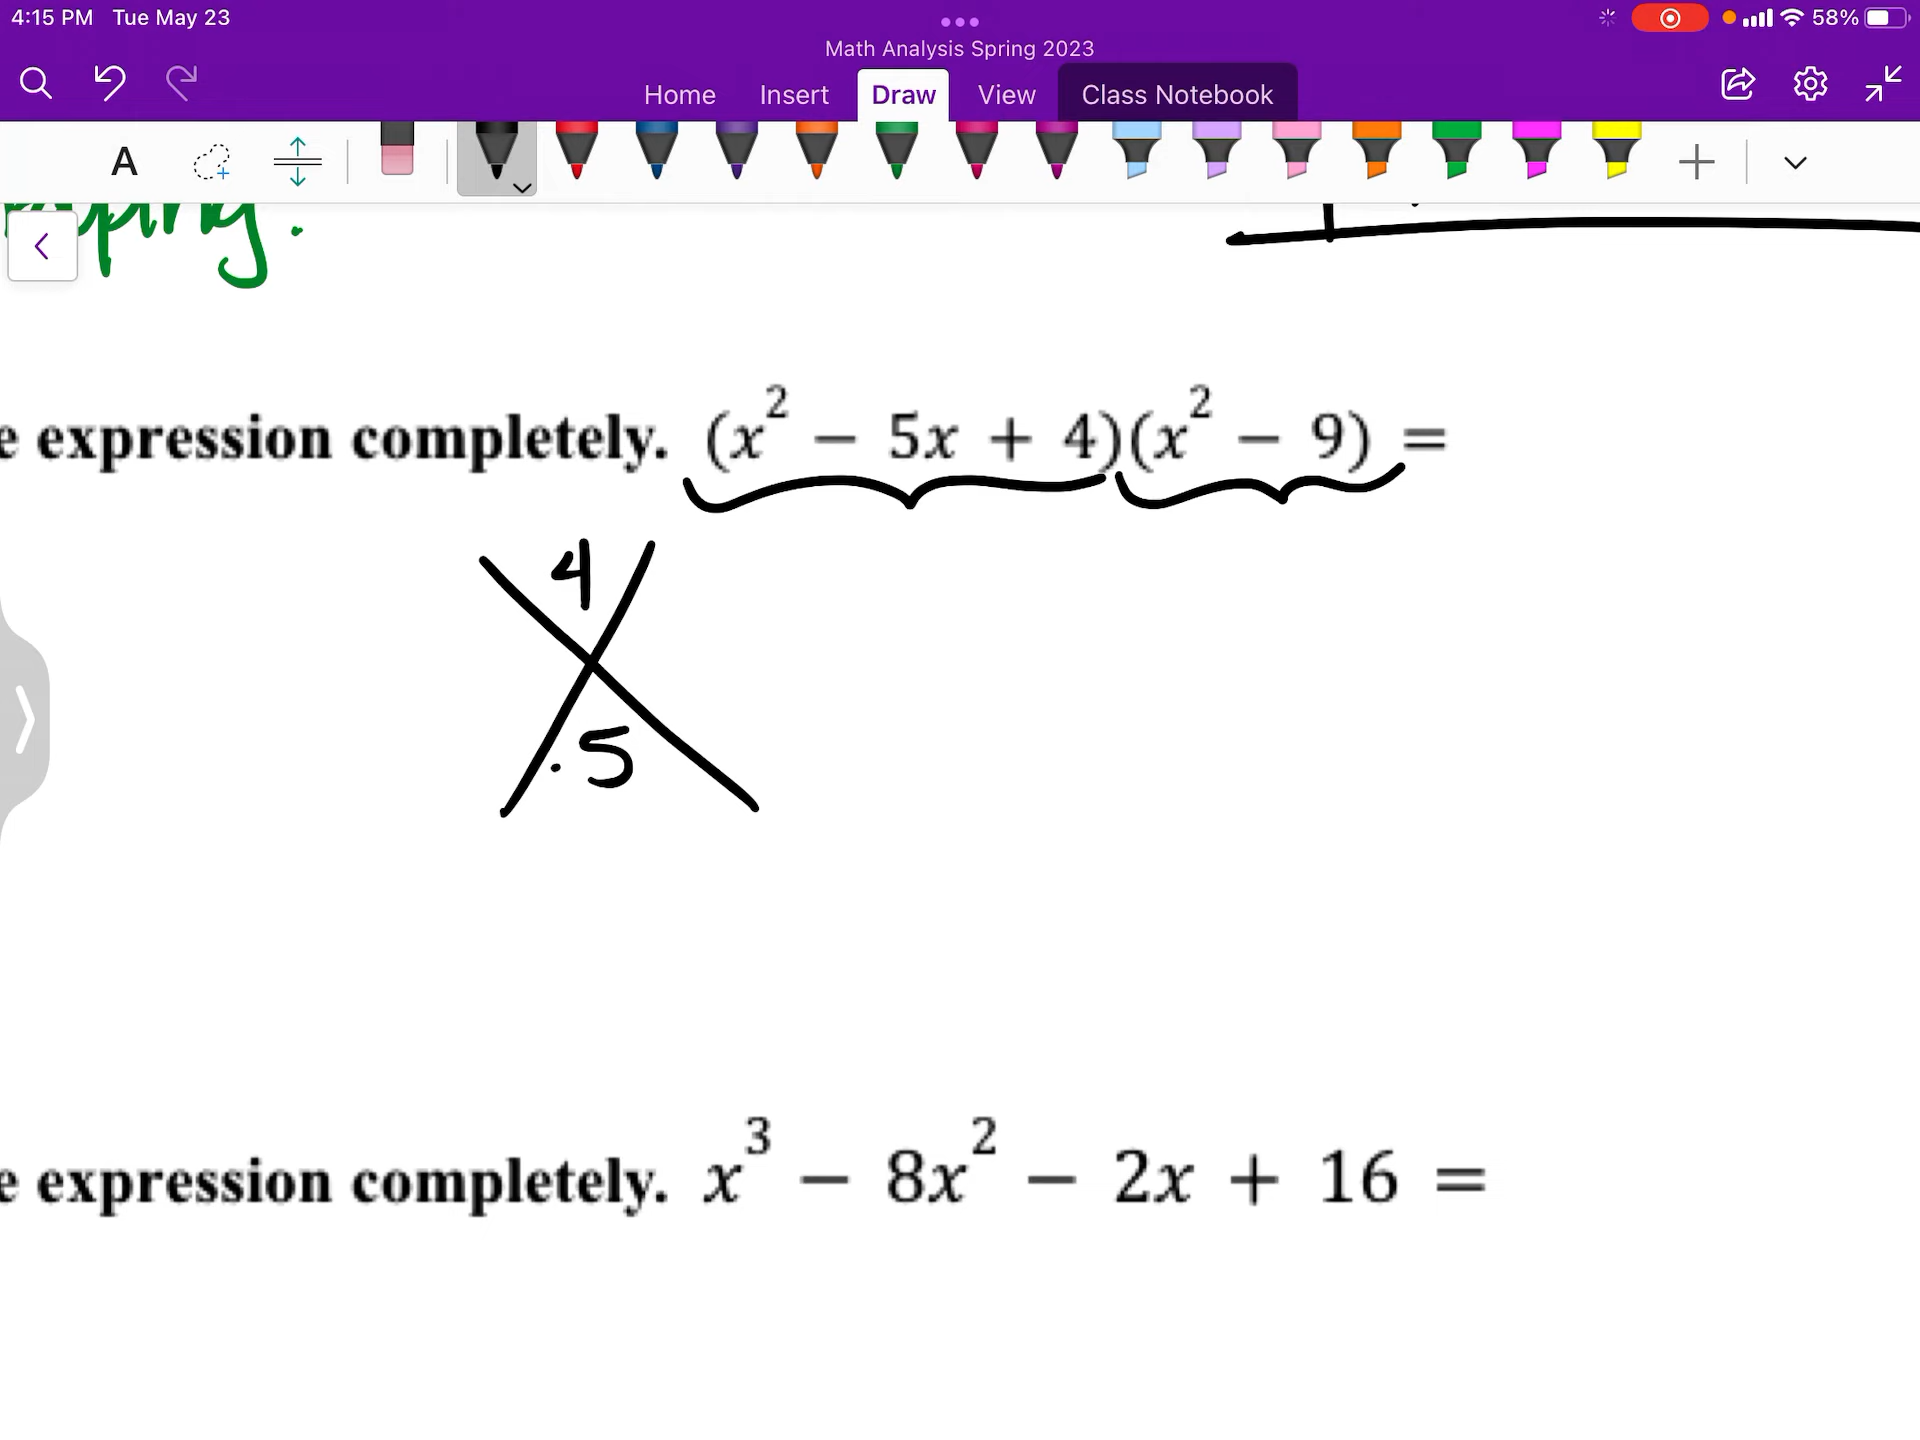 4:15 PM Tue May 23
58%
Math Analysis Spring 2023
Home Insert Draw View Class Notebook
A
e expression completely. (x² − 5x + 4)(x² − 9) =
4
.5
e expression completely. x³ − 8x² − 2x + 16 =